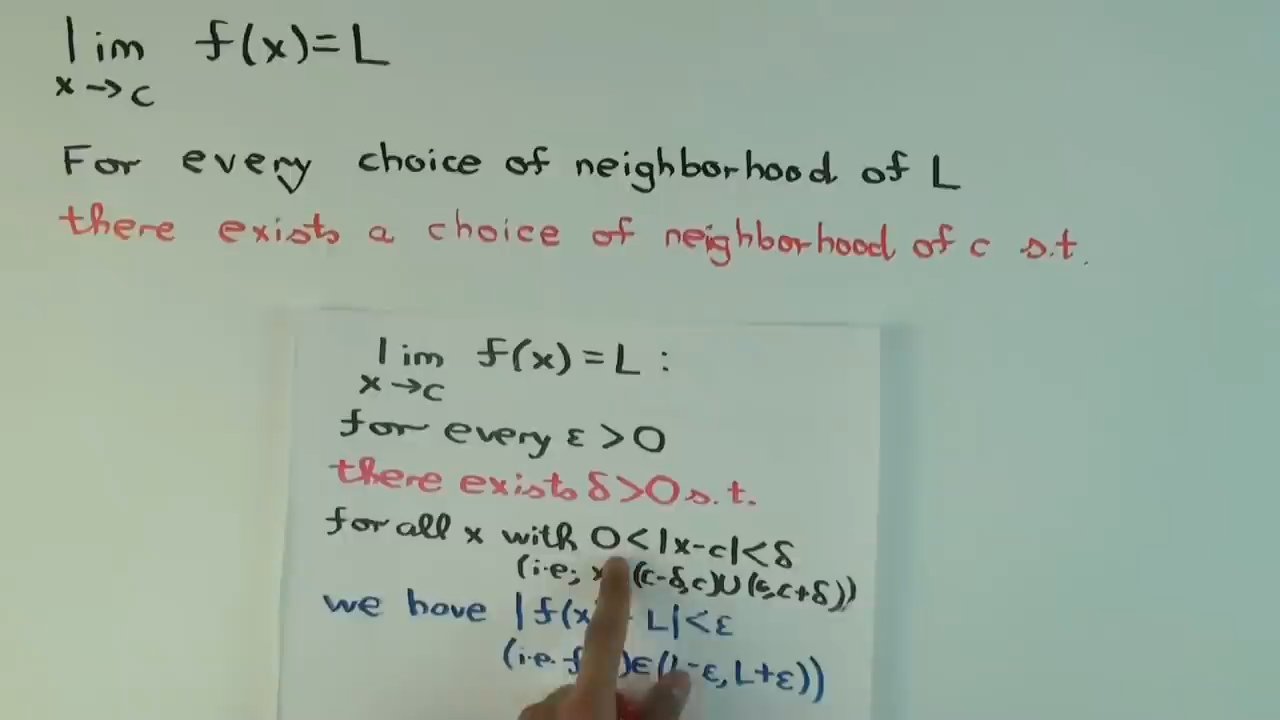 lim f(x)=L
x→c
For every choice of neighborhood of L
there exists a choice of neighborhood of c s.t.
lim f(x)=L :
x→c
for every ε>0
there exists δ>0 s.t.
for all x with 0<|x-c|<δ
(i.e; x (c-δ,c)∪(c,c+δ))
we have |f(x) - L|<ε
(i.e. f )∈(L-ε, L+ε))